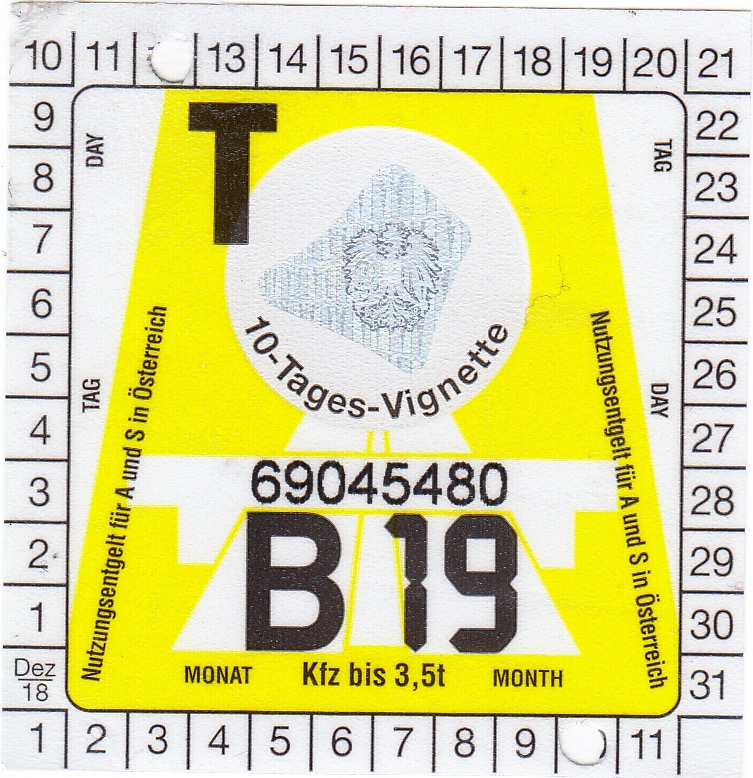 10 11 13 14 15 16 17 18 19 20 21
9
8
7
6
5
4
3
2
1
Dez
18
DAY
TAG
T
TAG
DAY
22
23
24
25
26
27
28
29
30
31
10-Tages-Vignette
Nutzungsentgelt für A und S in Österreich
Nutzungsentgelt für A und S in Österreich
69045480
B 19
MONAT Kfz bis 3,5t MONTH
1 2 3 4 5 6 7 8 9 11